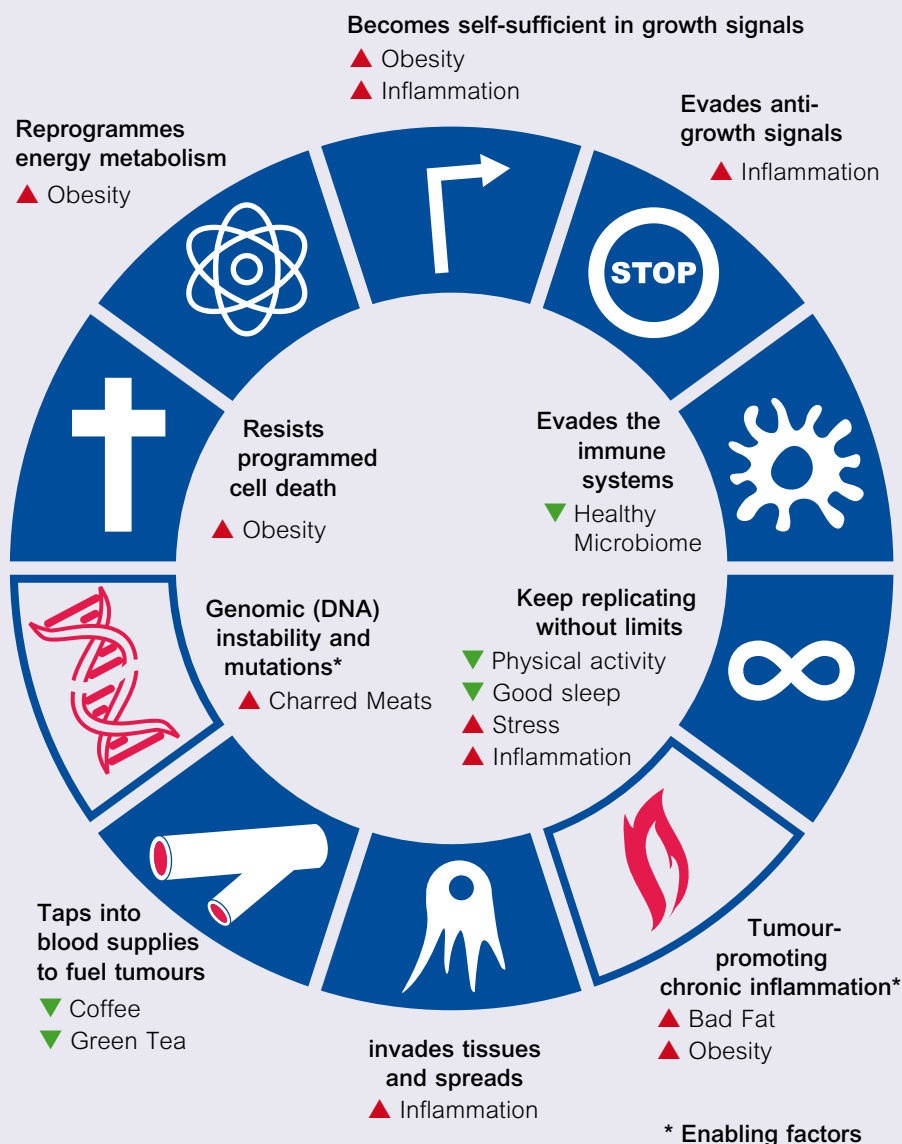 Becomes self-sufficient in growth signals
Obesity
Inflammation
Evades anti-
growth signals
Inflammation
Reprogrammes
energy metabolism
Obesity
STOP
Resists
programmed
cell death
Obesity
Evades the
immune
systems
Healthy
Microbiome
Genomic (DNA)
instability and
mutations*
Charred Meats
Keep replicating
without limits
Physical activity
Good sleep
Stress
Inflammation
Taps into
blood supplies
to fuel tumours
Coffee
Green Tea
invades tissues
and spreads
Inflammation
Tumour-
promoting
chronic inflammation*
Bad Fat
Obesity
* Enabling factors